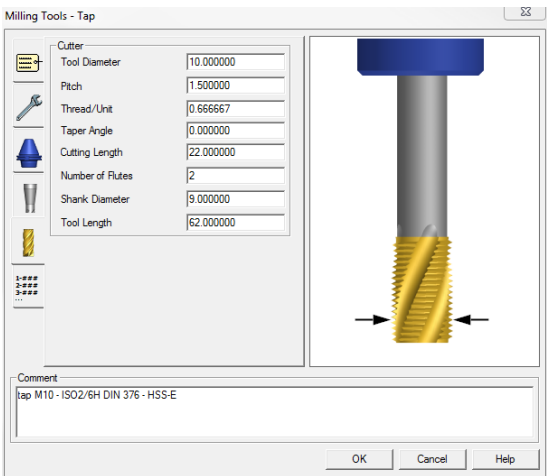 Milling Tools - Tap
Cutter
Tool Diameter 10.000000
Pitch 1.500000
Thread/Unit 0.666667
Taper Angle 0.000000
Cutting Length 22.000000
Number of Flutes 2
Shank Diameter 9.000000
Tool Length 62.000000
1-###
2-###
3-###
...
Comment
tap M10 - ISO2/6H DIN 376 - HSS-E
OK Cancel Help